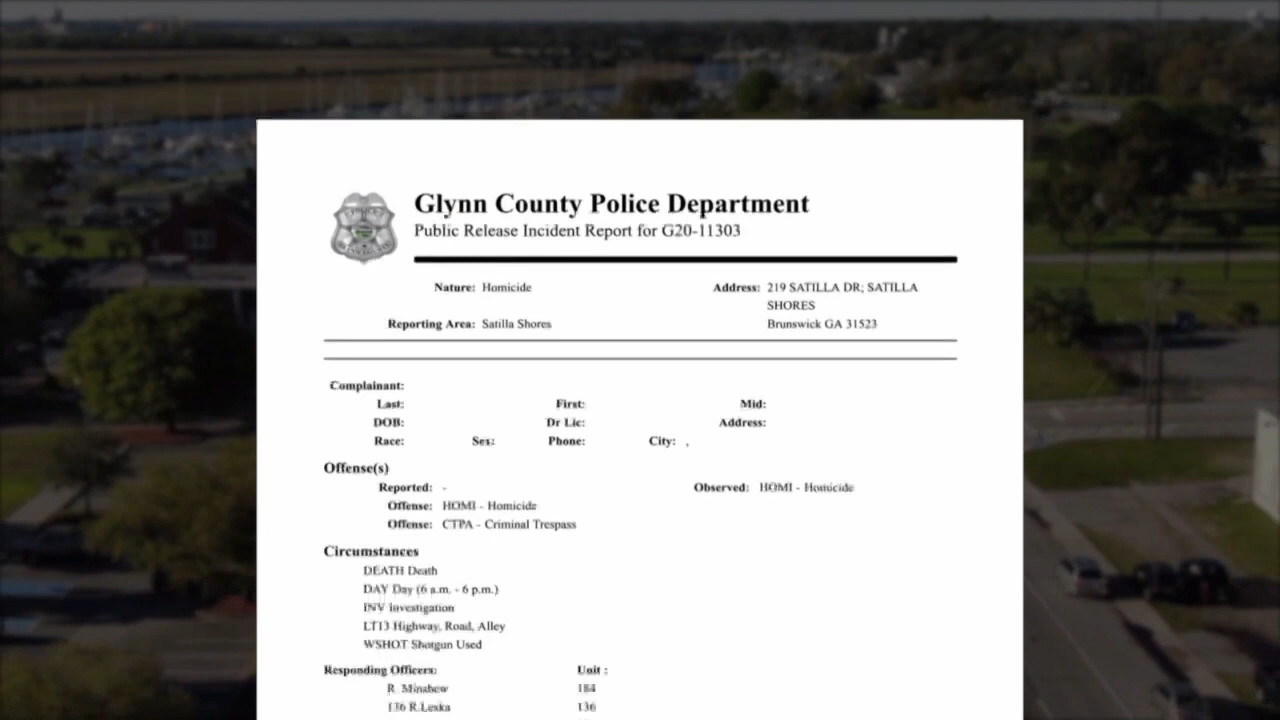 Glynn County Police Department
Public Release Incident Report for G20-11303
Nature: Homicide Address: 219 SATILLA DR; SATILLA
SHORES
Reporting Area: Satilla Shores Brunswick GA 31523
Complainant:
Last: First: Mid:
DOB: Dr Lic: Address:
Race: Sex: Phone: City: ,
Offense(s)
Reported: - Observed: HOMI - Homicide
Offense: HOMI - Homicide
Offense: CTPA - Criminal Trespass
Circumstances
DEATH Death
DAY Day (6 a.m. - 6 p.m.)
INV Investigation
LT13 Highway, Road, Alley
WSHOT Shotgun Used
Responding Officers: Unit :
R. Minshew 184
136 R.Leska 136